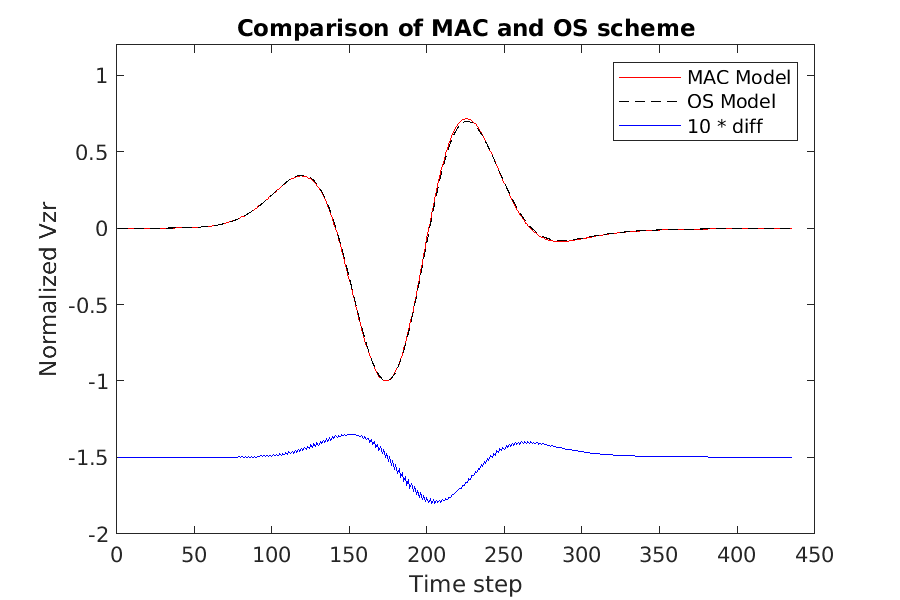 Comparison of MAC and OS scheme
MAC Model
OS Model
10 * diff
1
0.5
0
-0.5
-1
-1.5
-2
Normalized Vzr
0 50 100 150 200 250 300 350 400 450
Time step